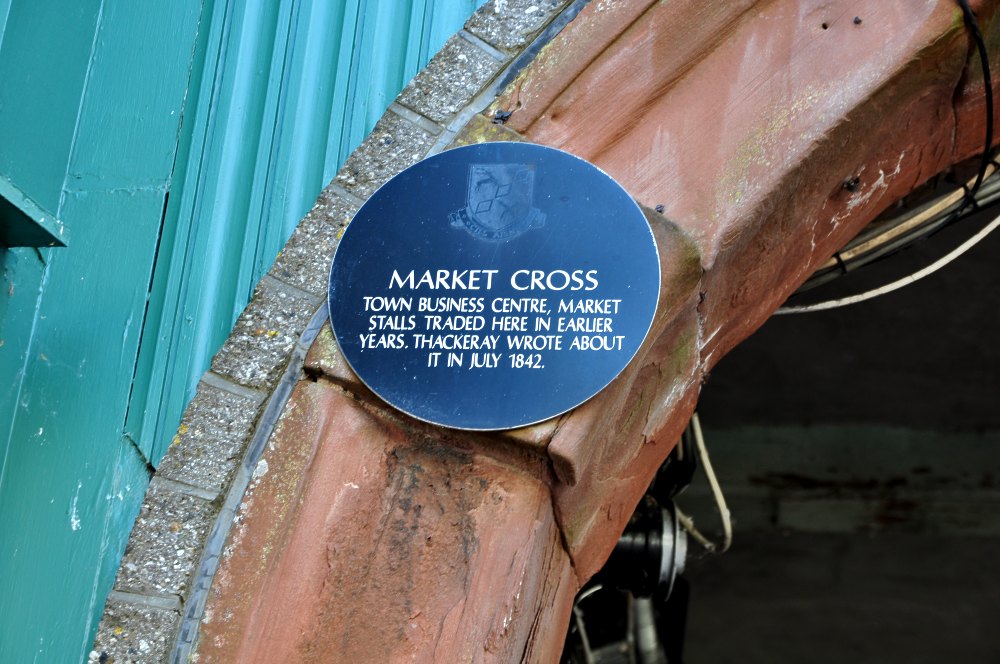 MARKET CROSS
TOWN BUSINESS CENTRE, MARKET
STALLS TRADED HERE IN EARLIER
YEARS. THACKERAY WROTE ABOUT
IT IN JULY 1842.